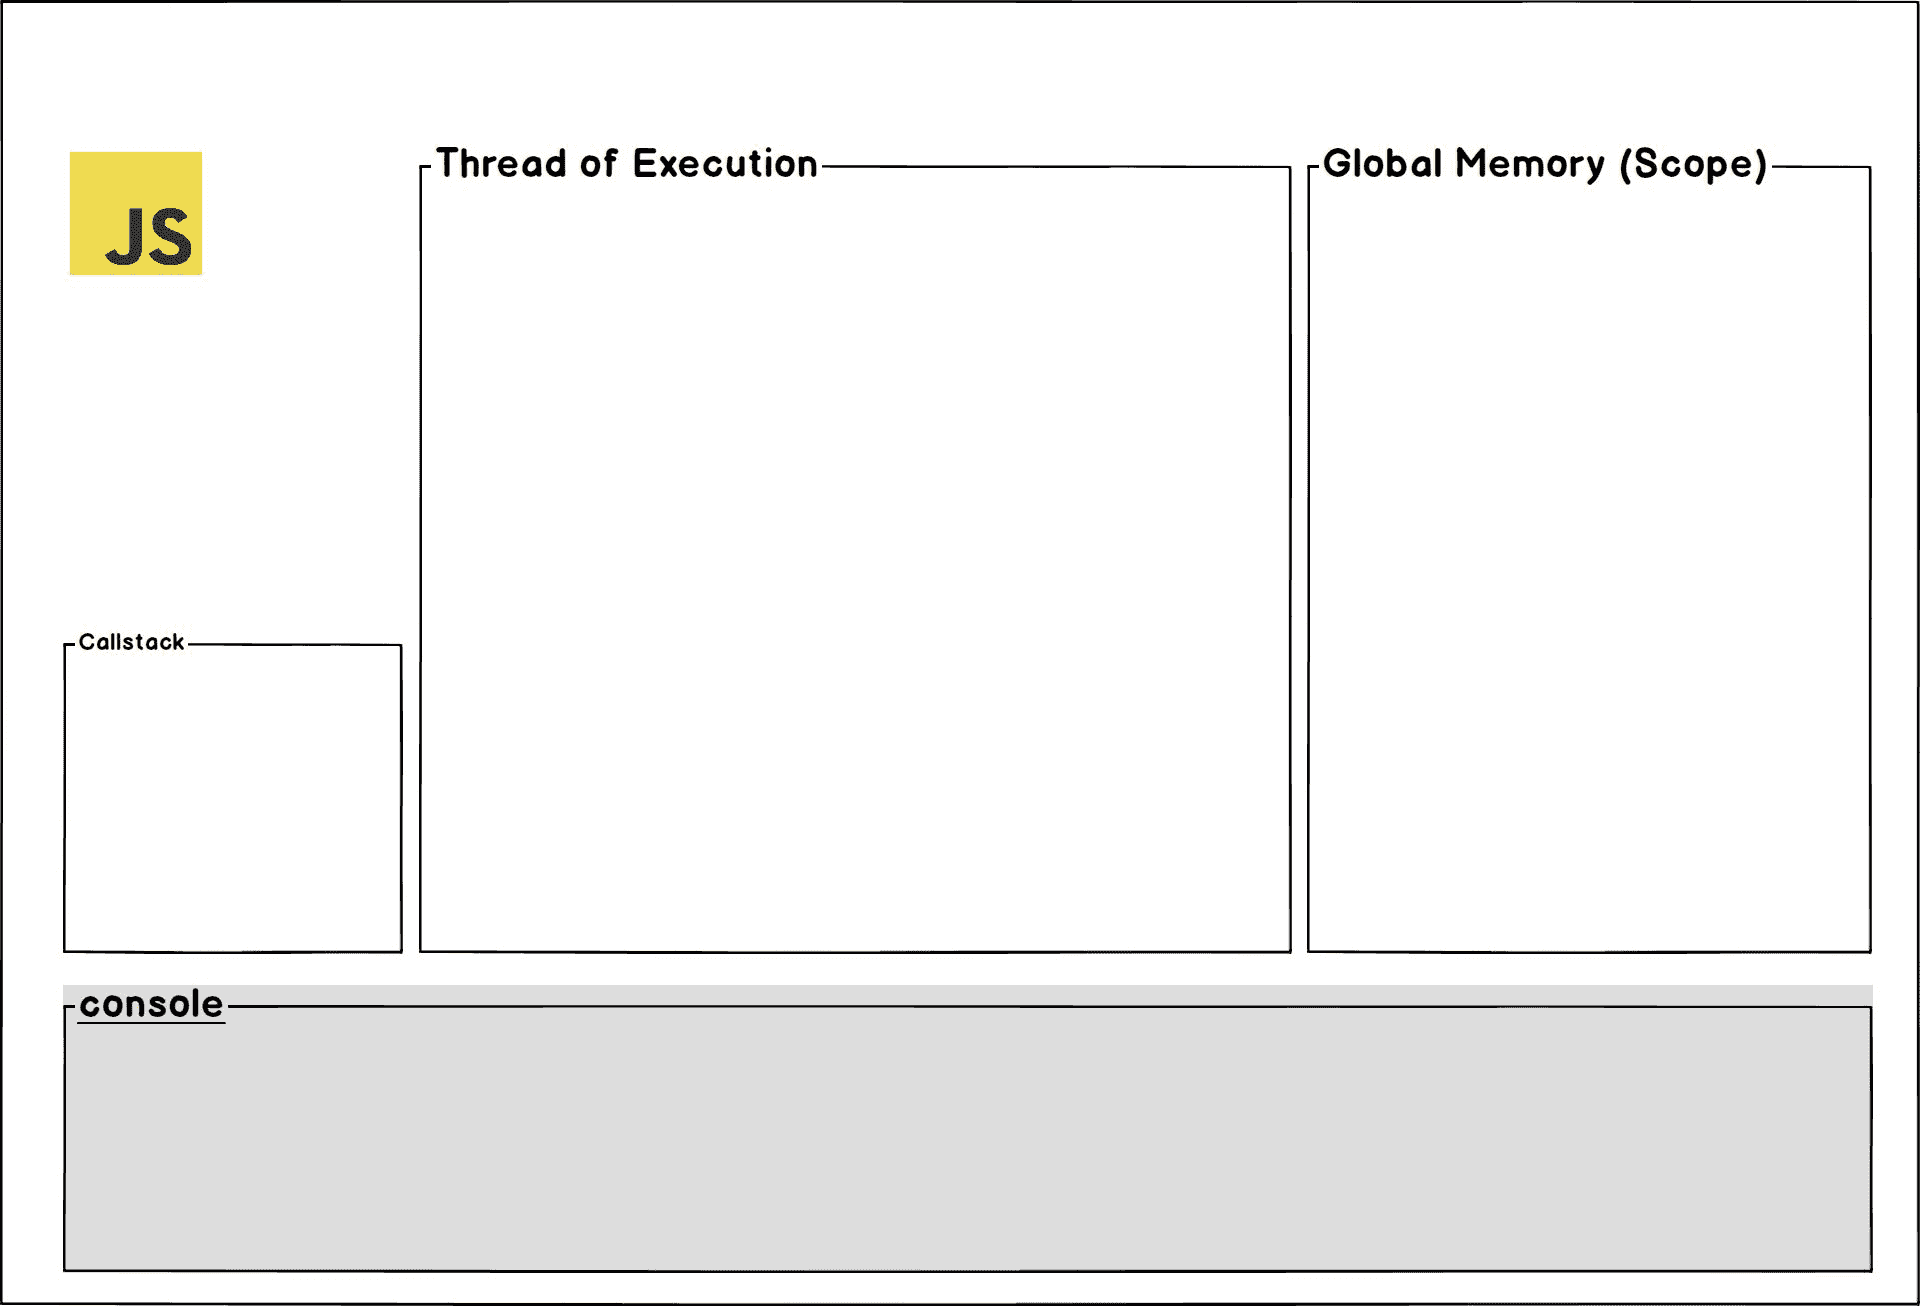 Thread of Execution
Global Memory (Scope)
JS
Callstack
console